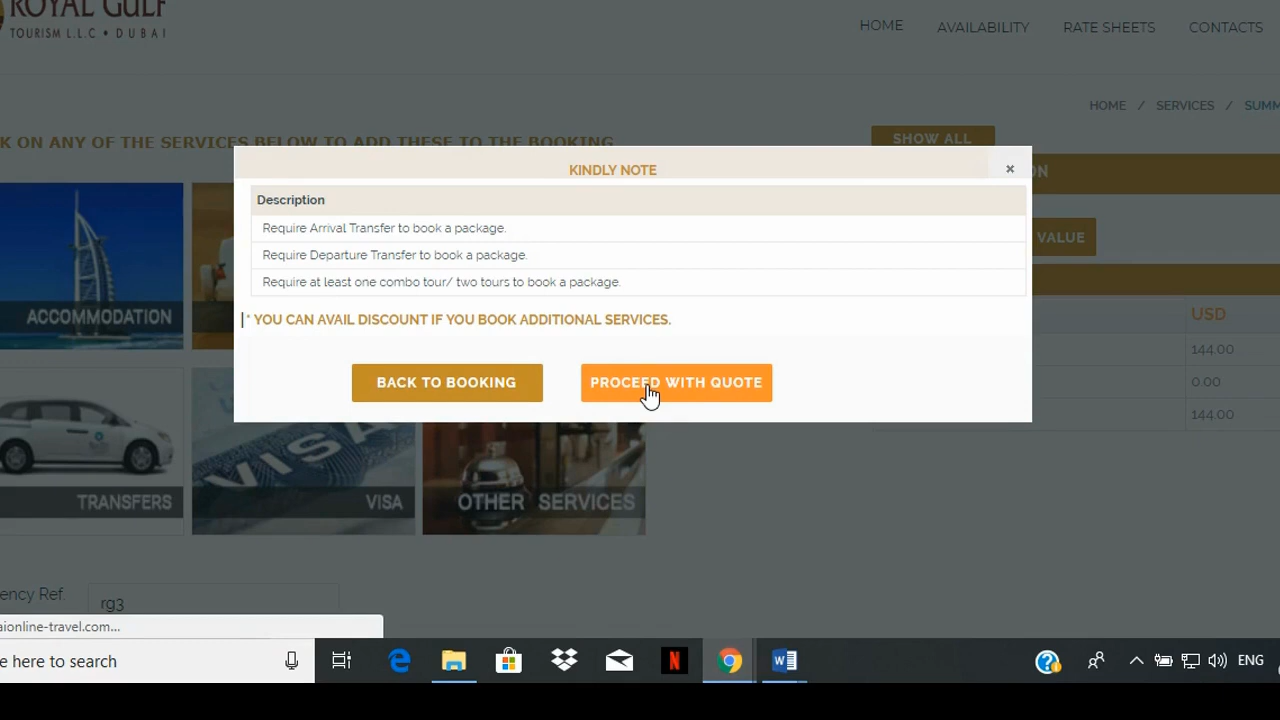 ROYAL GULF
TOURISM L.L.C • DUBAI
HOME
AVAILABILITY
RATE SHEETS
CONTACTS
HOME / SERVICES / SUMM
K ON ANY OF THE SERVICES BELOW TO ADD THESE TO THE BOOKING
SHOW ALL
ON
KINDLY NOTE
×
Description
Require Arrival Transfer to book a package.
Require Departure Transfer to book a package.
Require at least one combo tour/ two tours to book a package.
* YOU CAN AVAIL DISCOUNT IF YOU BOOK ADDITIONAL SERVICES.
BACK TO BOOKING
PROCEED WITH QUOTE
VALUE
USD
144.00
0.00
144.00
ACCOMMODATION
TRANSFERS
VISA
VISA
OTHER SERVICES
ency Ref.
rg3
aionline-travel.com...
e here to search
N
ENG